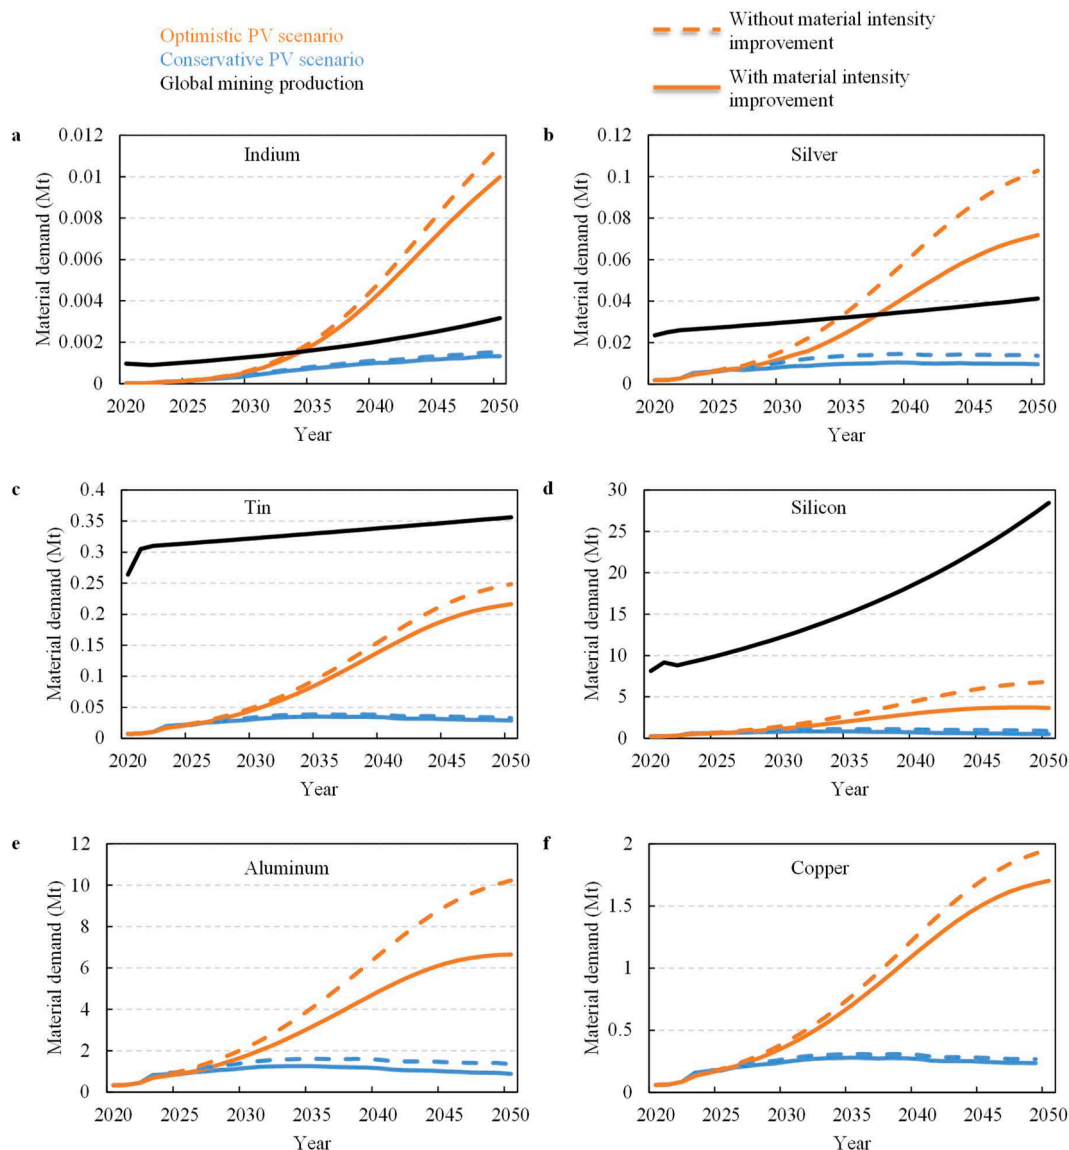 Optimistic PV scenario
Conservative PV scenario
Global mining production
Without material intensity
improvement
With material intensity
improvement
a
Indium
Material demand (Mt)
0.012
0.01
0.008
0.006
0.004
0.002
0
2020 2025 2030 2035 2040 2045 2050
Year
b
Silver
Material demand (Mt)
0.12
0.1
0.08
0.06
0.04
0.02
0
2020 2025 2030 2035 2040 2045 2050
Year
c
Tin
Material demand (Mt)
0.4
0.35
0.3
0.25
0.2
0.15
0.1
0.05
0
2020 2025 2030 2035 2040 2045 2050
Year
d
Silicon
Material demand (Mt)
30
25
20
15
10
5
0
2020 2025 2030 2035 2040 2045 2050
Year
e
Aluminum
Material demand (Mt)
12
10
8
6
4
2
0
2020 2025 2030 2035 2040 2045 2050
Year
f
Copper
Material demand (Mt)
2
1.5
1
0.5
0
2020 2025 2030 2035 2040 2045 2050
Year